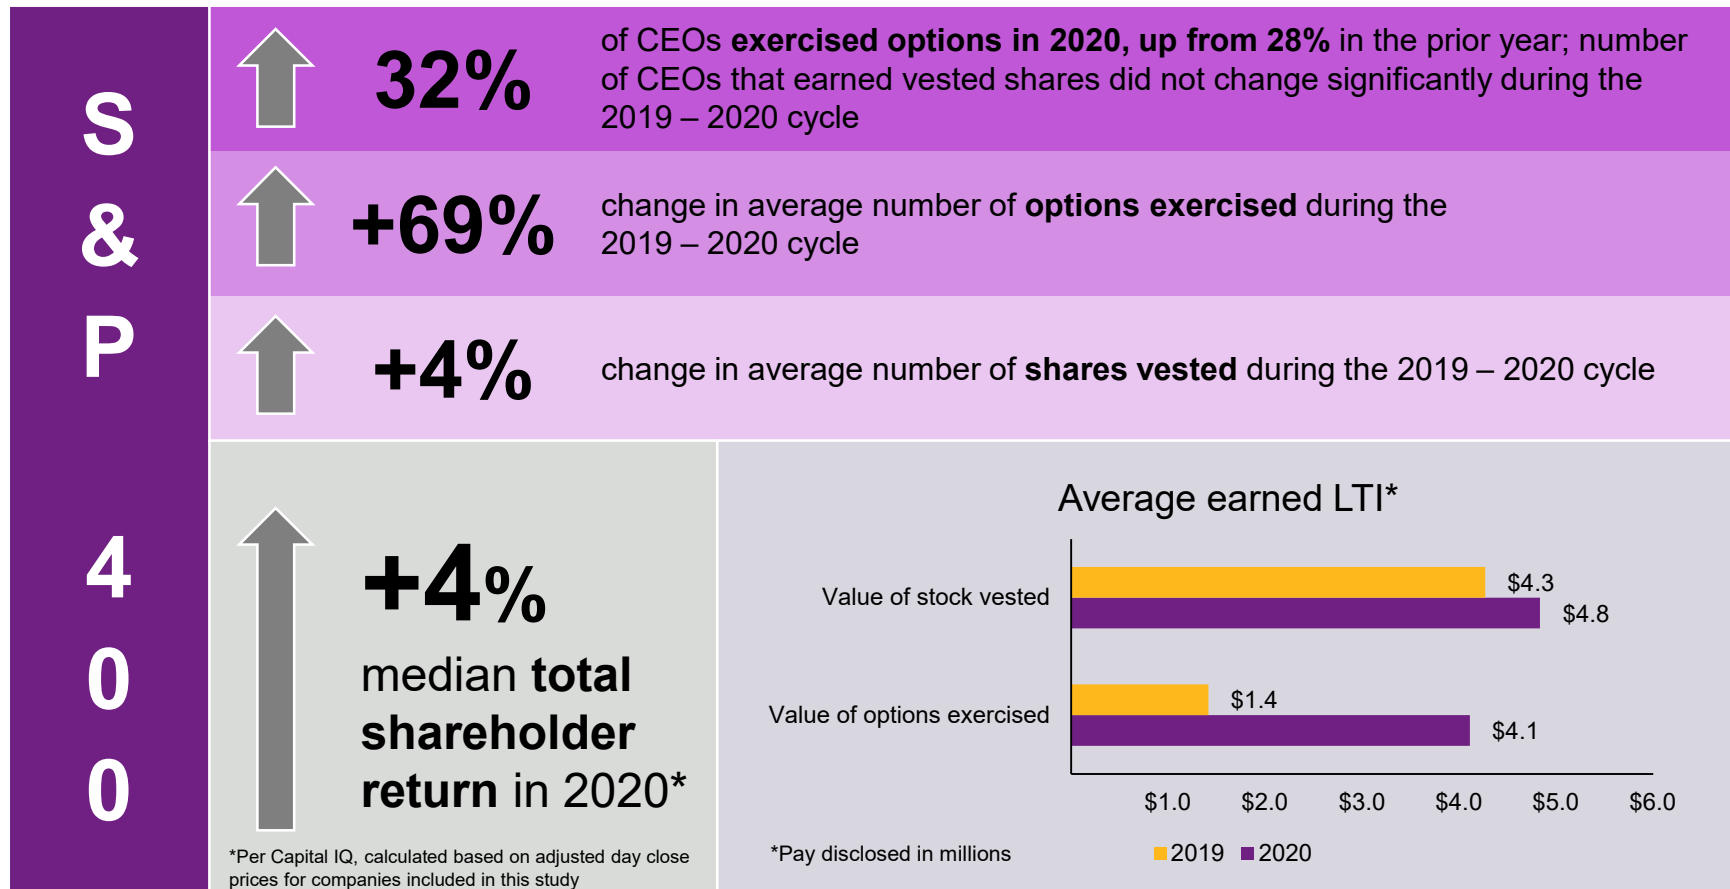 S
&
P
4
0
0
32%
of CEOs exercised options in 2020, up from 28% in the prior year; number
of CEOs that earned vested shares did not change significantly during the
2019 – 2020 cycle
+69%
change in average number of options exercised during the
2019 – 2020 cycle
+4%
change in average number of shares vested during the 2019 – 2020 cycle
+4%
median total
shareholder
return in 2020*
*Per Capital IQ, calculated based on adjusted day close
prices for companies included in this study
Average earned LTI*
Value of stock vested
$4.3
$4.8
Value of options exercised
$1.4
$4.1
$1.0 $2.0 $3.0 $4.0 $5.0 $6.0
*Pay disclosed in millions
2019 2020